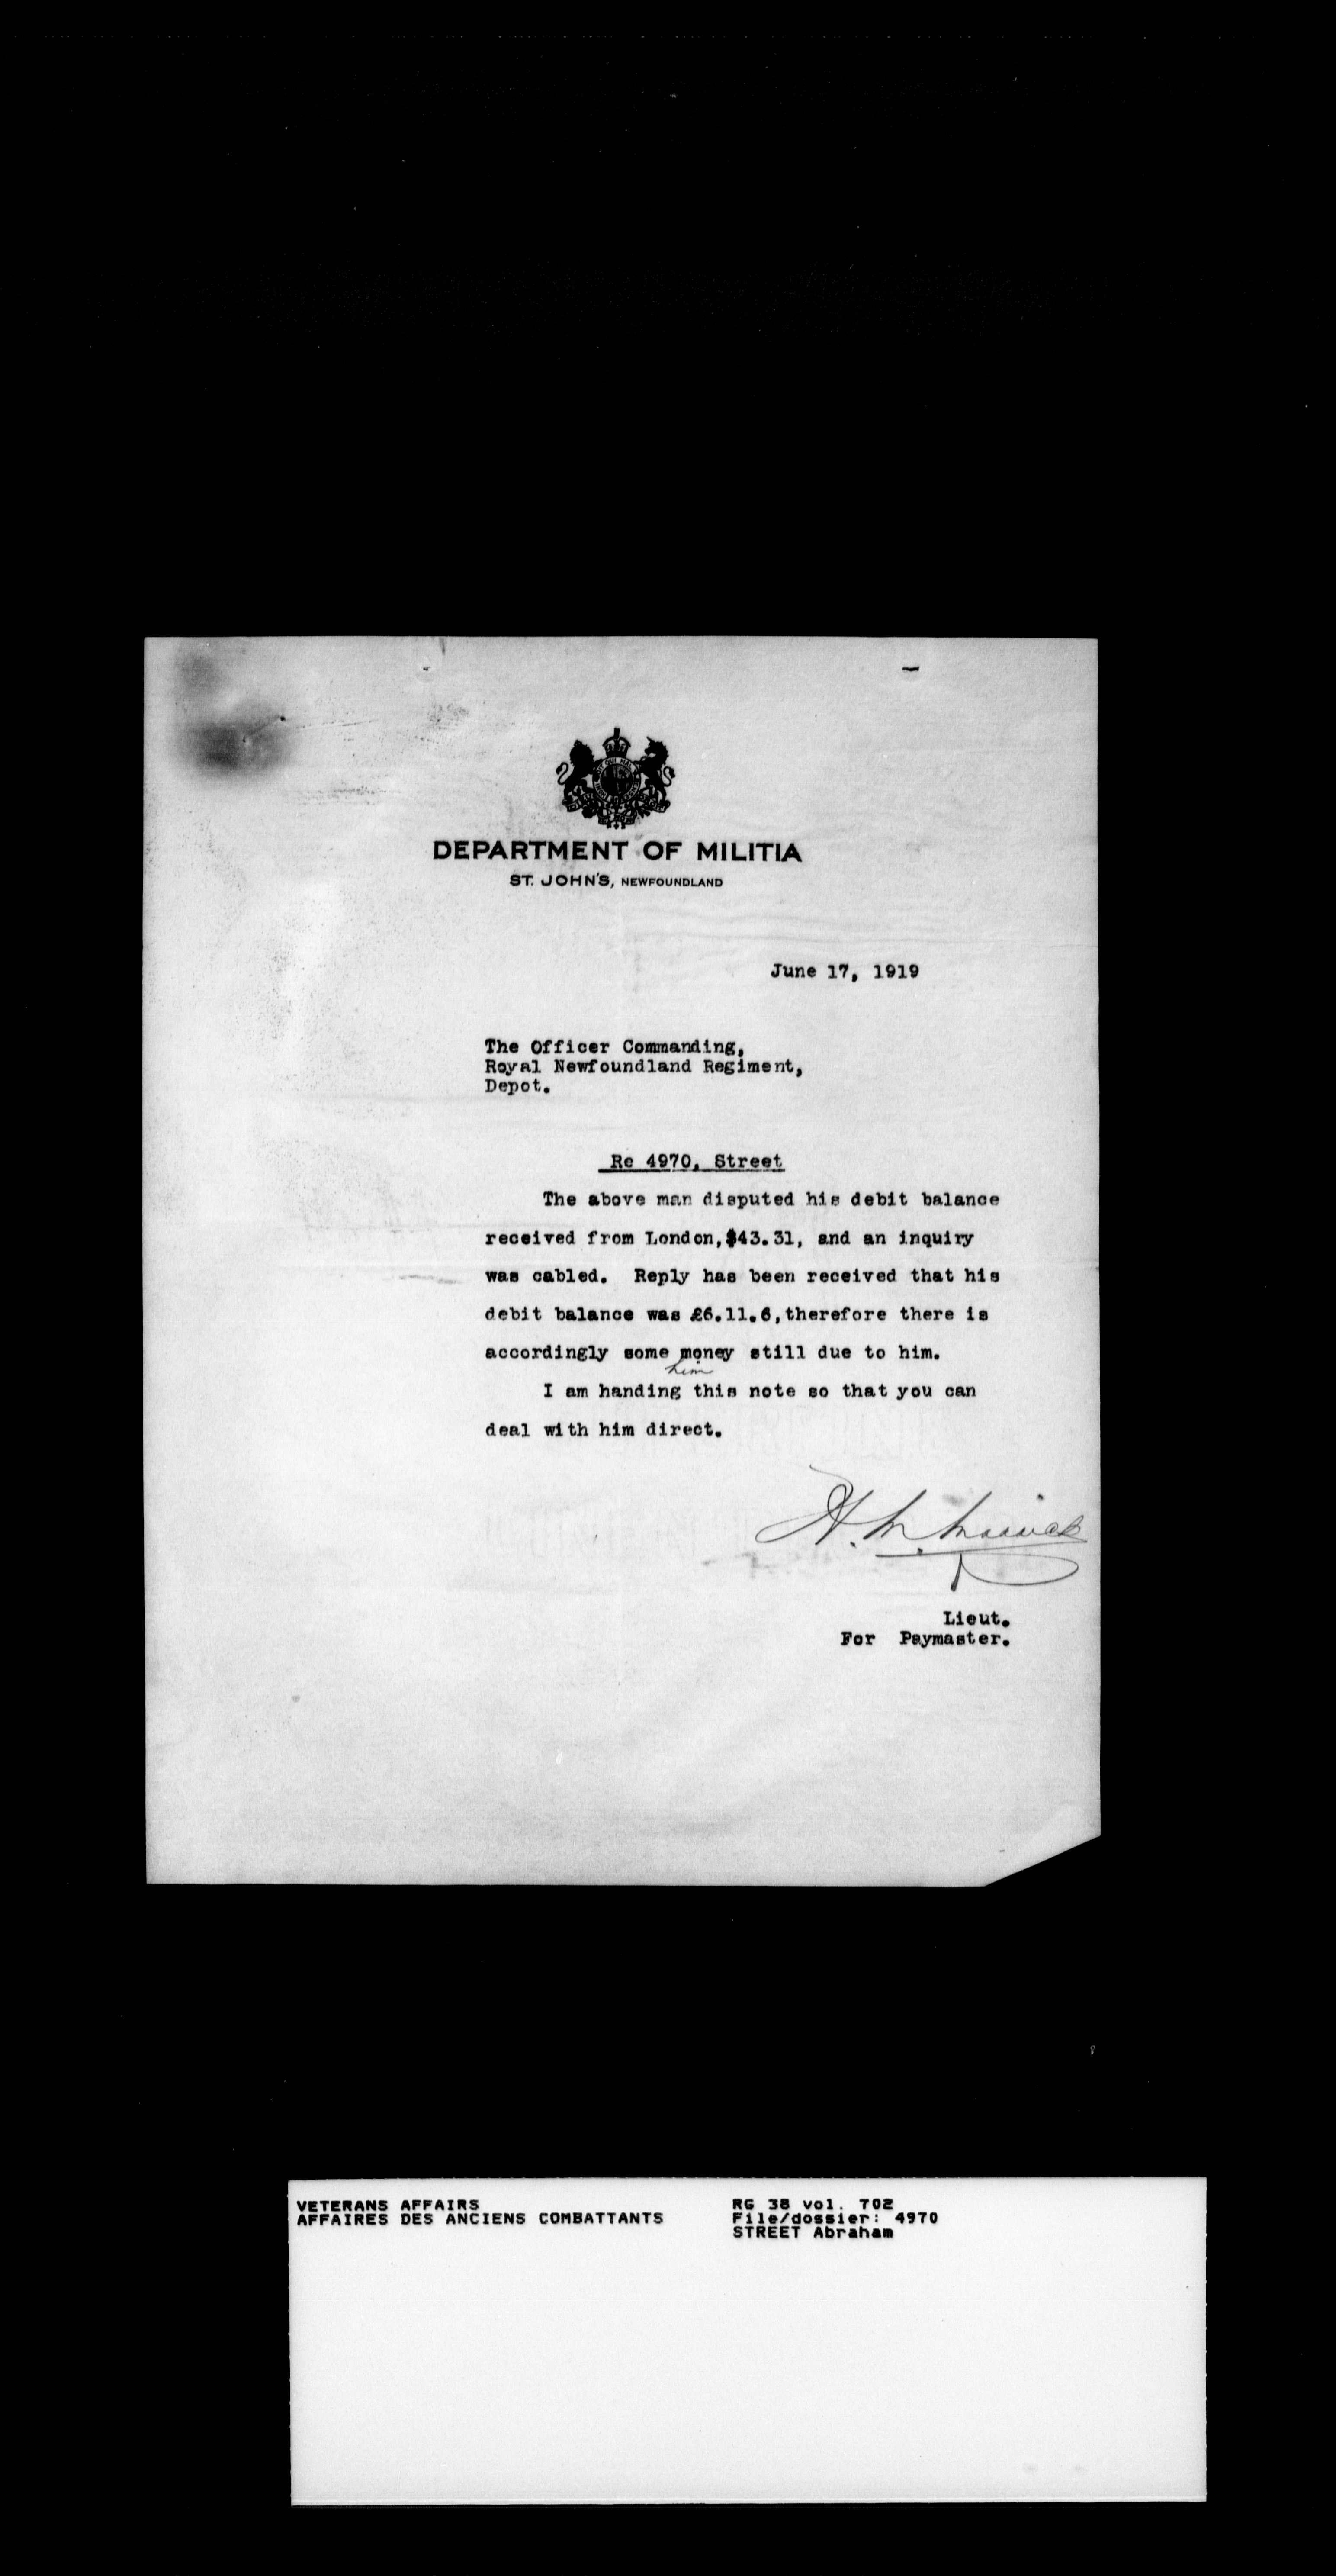 DEPARTMENT OF MILITIA
ST. JOHN'S, NEWFOUNDLAND
June 17, 1919
The Officer Commanding,
Royal Newfoundland Regiment,
Depot.
Re 4970, Street
The above man disputed his debit balance
received from London,$43.31, and an inquiry
was cabled. Reply has been received that his
debit balance was £6.11.6,therefore there is
accordingly some money still due to him.
him
I am handing this note so that you can
deal with him direct.
H. M.
Lieut.
For Paymaster.
VETERANS AFFAIRS
AFFAIRES DES ANCIENS COMBATTANTS
RG 38 vol. 702
File/dossier: 4970
STREET Abraham